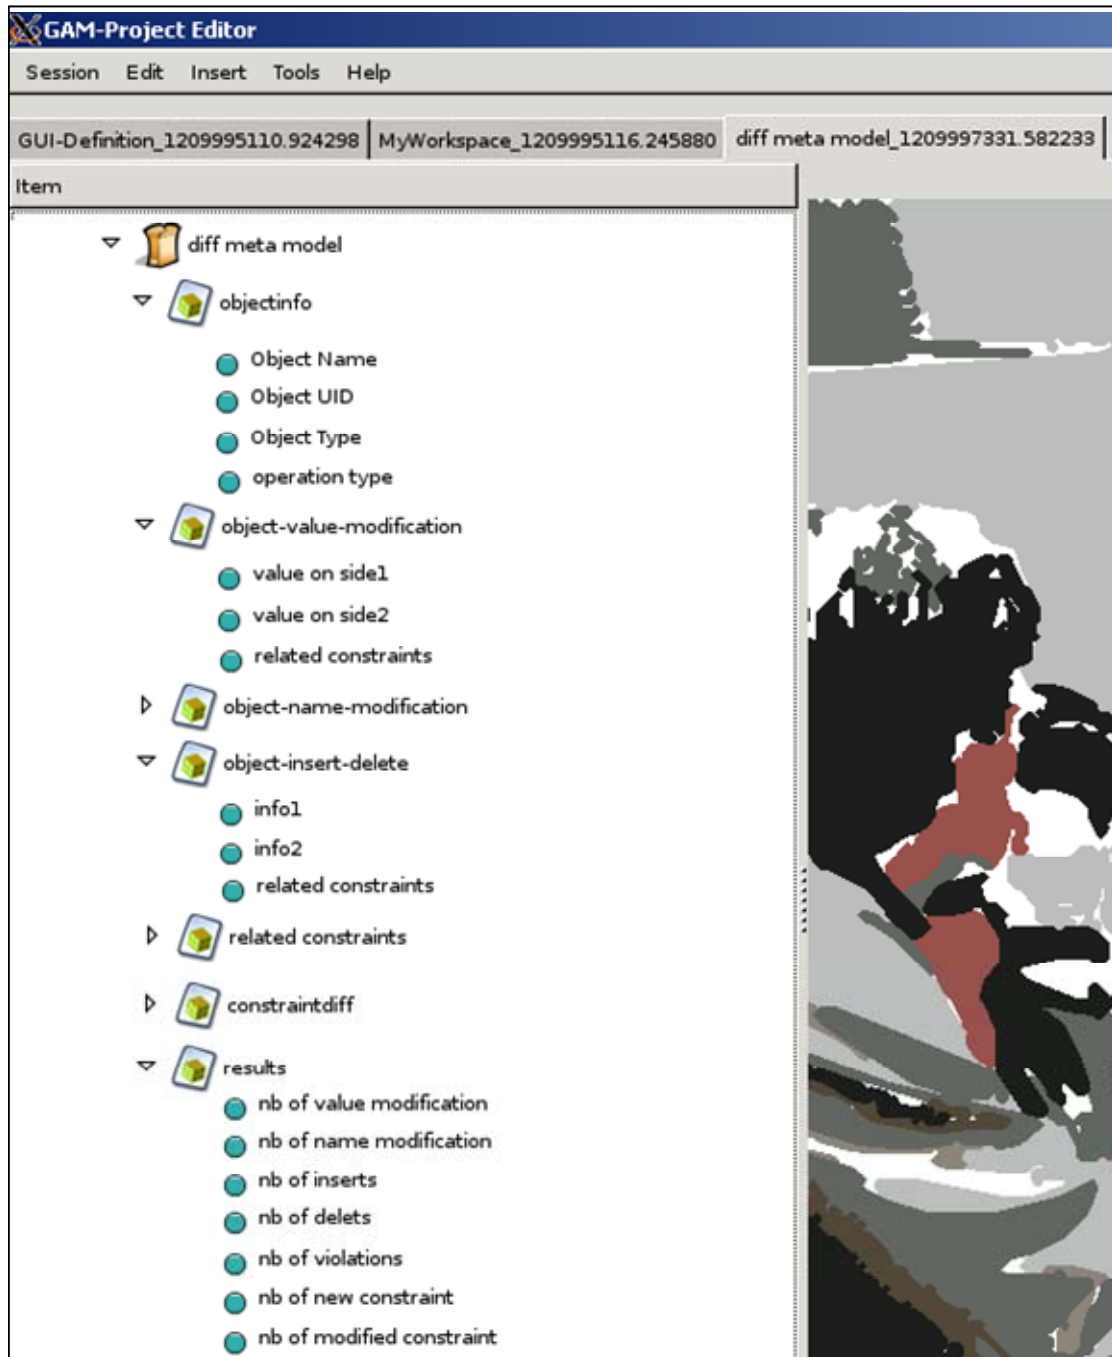 GAM-Project Editor
Session Edit Insert Tools Help
GUI-Definition_1209995110.924298 MyWorkspace_1209995116.245880 diff meta model_1209997331.582233
Item
diff meta model
objectinfo
Object Name
Object UID
Object Type
operation type
object-value-modification
value on side1
value on side2
related constraints
object-name-modification
object-insert-delete
info1
info2
related constraints
related constraints
constraintdiff
results
nb of value modification
nb of name modification
nb of inserts
nb of delets
nb of violations
nb of new constraint
nb of modified constraint